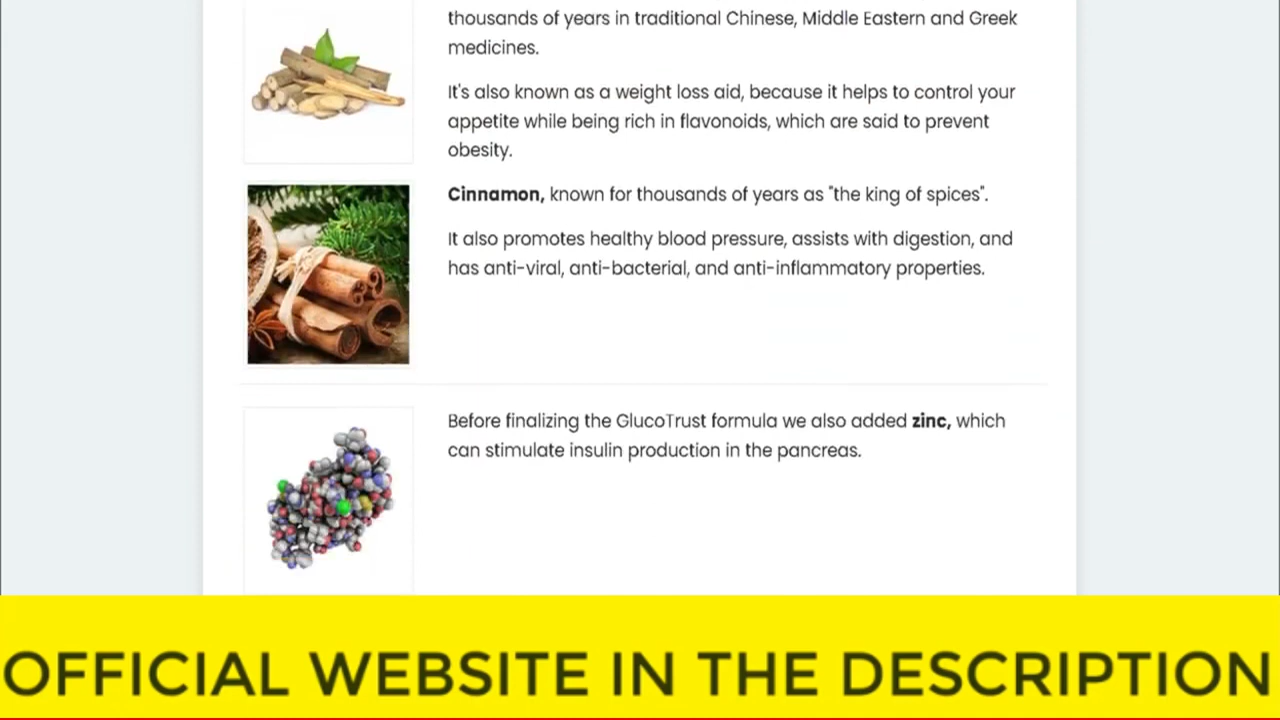 thousands of years in traditional Chinese, Middle Eastern and Greek
medicines.
It's also known as a weight loss aid, because it helps to control your
appetite while being rich in flavonoids, which are said to prevent
obesity.
Cinnamon, known for thousands of years as "the king of spices".
It also promotes healthy blood pressure, assists with digestion, and
has anti-viral, anti-bacterial, and anti-inflammatory properties.
Before finalizing the GlucoTrust formula we also added zinc, which
can stimulate insulin production in the pancreas.
OFFICIAL WEBSITE IN THE DESCRIPTION